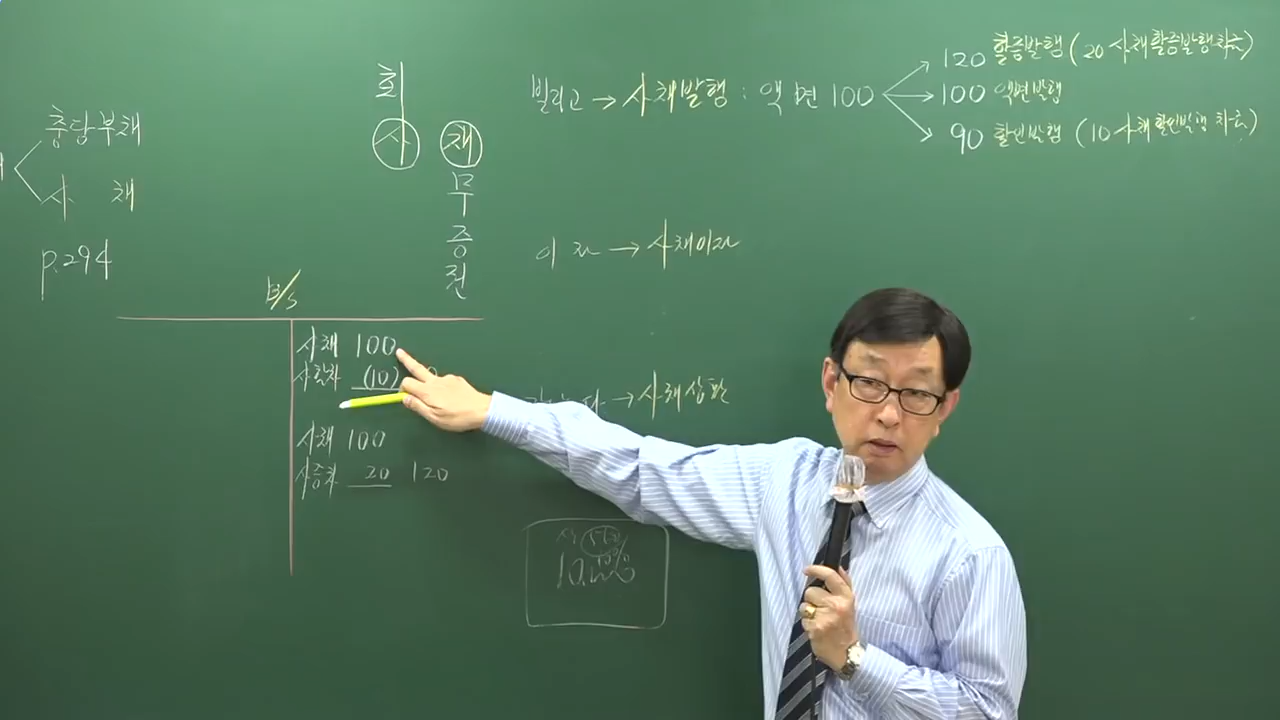 충당부채
사 채
p.294
회
사
채
무
증
권
빌리고 → 사채발행 : 액면 100
120 할증발행 (20 사채할증발행차금)
100 액면발행
90 할인발행 (10 사채할인발행차금)
이자 → 사채이자
→ 사채상환
B/S
사채 100
사할차 (10)
사채 100
사증차 20 120
10%